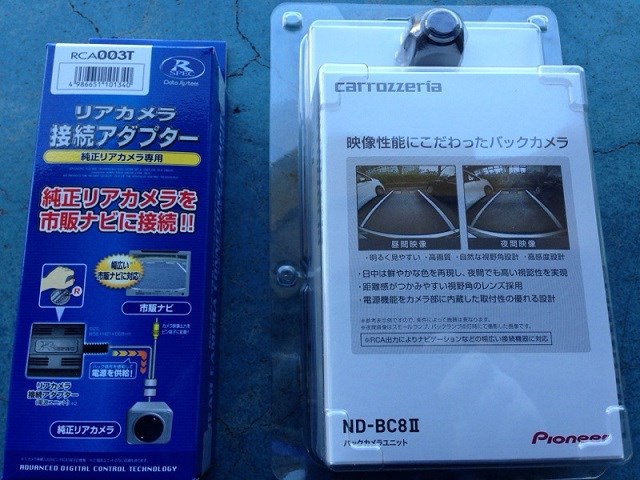 RCA003T
4986651101340
R
SPEC
Data System
リアカメラ
接続アダプター
純正リアカメラ専用
純正リアカメラを
市販ナビに接続!!
幅広い
市販ナビに対応!
市販ナビ
電源を供給!
リアカメラ
接続アダプター
純正リアカメラ
ADVANCED DIGITAL CONTROL TECHNOLOGY
carrozzeria
映像性能にこだわったバックカメラ
昼間映像
夜間映像
・明るく見やすい ・高画質 ・自然な視野角設計 ・高感度設計
・日中は鮮やかな色を再現し、夜間でも高い視認性を実現
・距離感がつかみやすい視野角のレンズ採用
・電源機能をカメラ部に内蔵した取付性の優れる設計
※RCA出力によりナビゲーションなどの幅広い接続機器に対応
ND-BC8II
バックカメラユニット
Pioneer